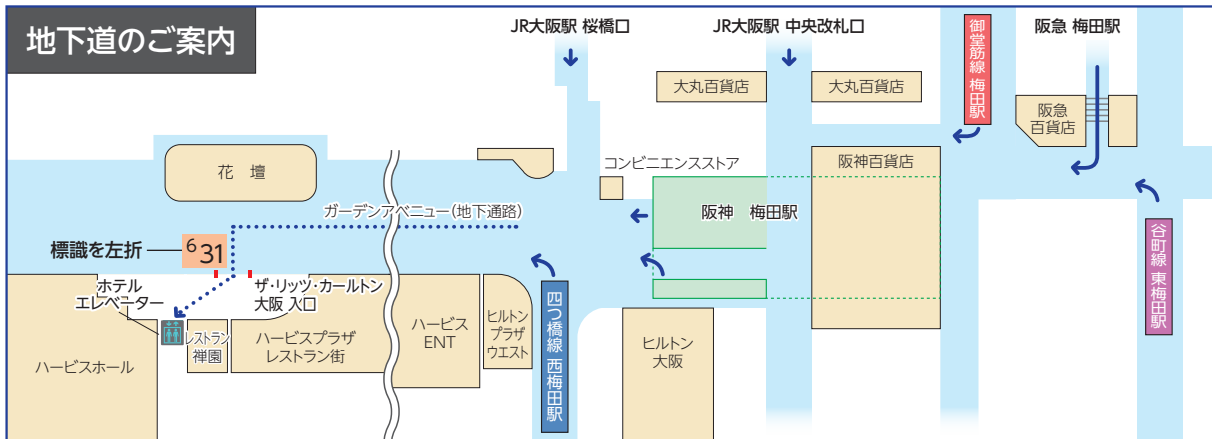 地下道のご案内
JR大阪駅 桜橋口
JR大阪駅 中央改札口
御堂筋線 梅田駅
阪急 梅田駅
大丸百貨店
大丸百貨店
阪急
百貨店
花 壇
コンビニエンスストア
阪神百貨店
ガーデンアベニュー(地下通路)
阪神 梅田駅
標識を左折
6 31
谷町線 東梅田駅
ホテル
エレベーター
ザ・リッツ・カールトン
大阪 入口
四つ橋線 西梅田駅
レストラン
禅園
ハービスプラザ
レストラン街
ハービス
ENT
ヒルトン
プラザ
ウエスト
ヒルトン
大阪
ハービスホール